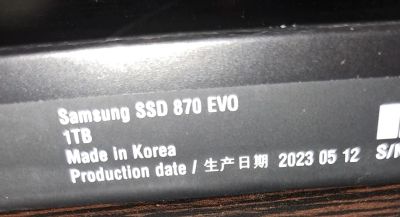 Samsung SSD 870 EVO
1TB
Made in Korea
Production date / 生产日期 2023 05 12
S/N